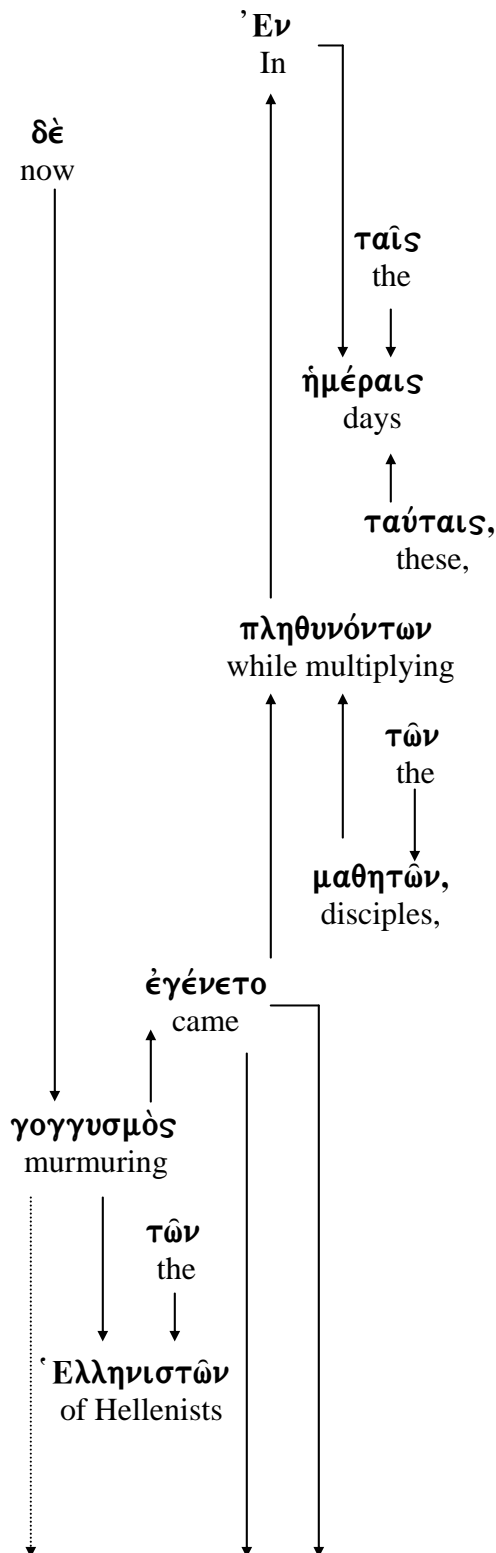 Ἐν
In
δὲ
now
ταῖς
the
ἡμέραις
days
ταύταις,
these,
πληθυνόντων
while multiplying
τῶν
the
μαθητῶν,
disciples,
ἐγένετο
came
γογγυσμὸς
murmuring
τῶν
the
Ἑλληνιστῶν
of Hellenists